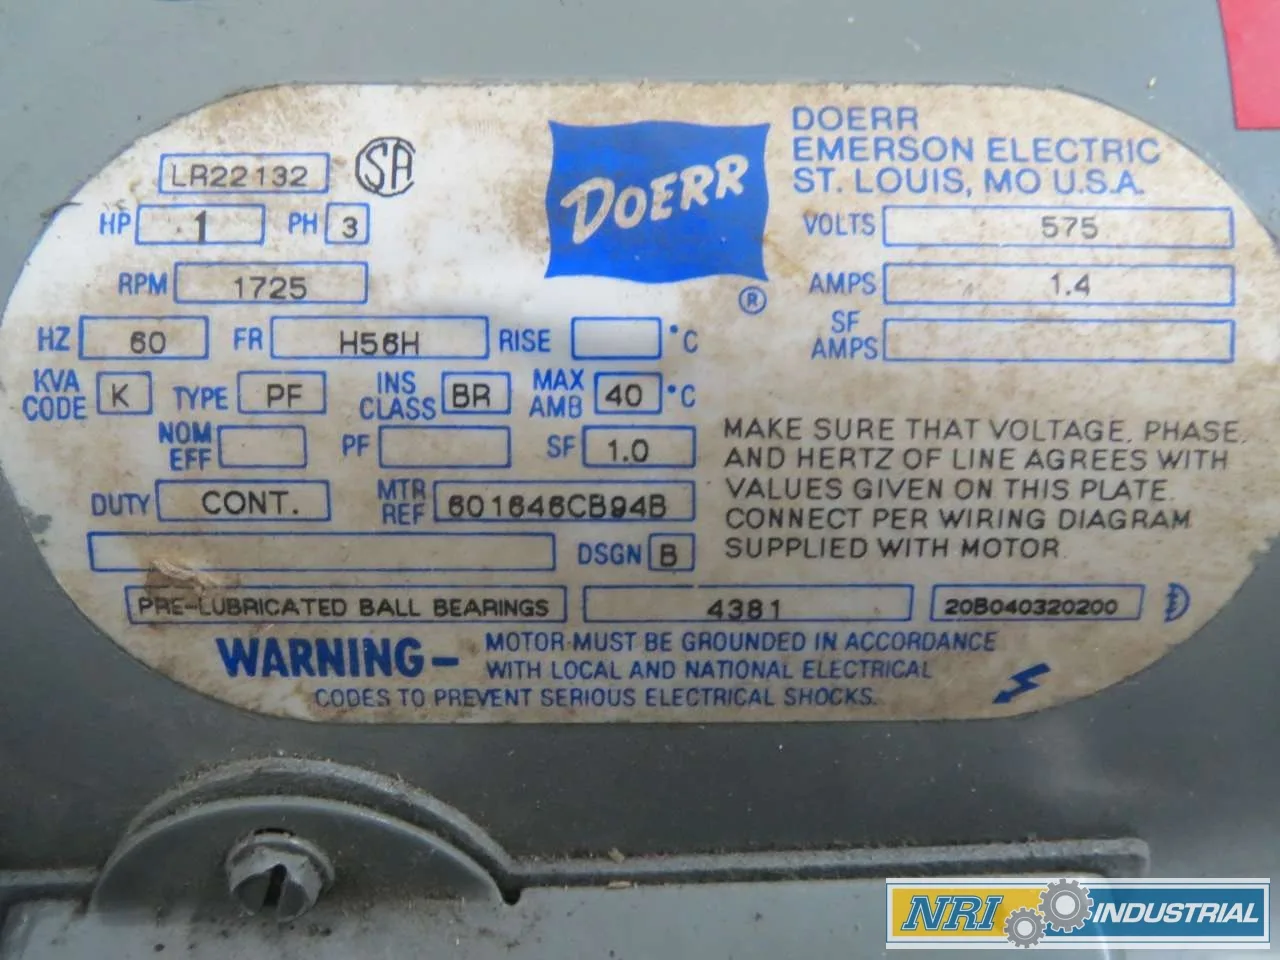 DOERR
EMERSON ELECTRIC
ST. LOUIS, MO U.S.A.
LR22132 SA
DOERR
®
HP 1 PH 3
VOLTS 575
RPM 1725
AMPS 1.4
HZ 60 FR H56H RISE °C
SF AMPS
KVA CODE K TYPE PF INS CLASS BR MAX AMB 40 °C
NOM EFF PF SF 1.0
DUTY CONT. MTR REF 601646CB94B
DSGN B
MAKE SURE THAT VOLTAGE, PHASE,
AND HERTZ OF LINE AGREES WITH
VALUES GIVEN ON THIS PLATE.
CONNECT PER WIRING DIAGRAM
SUPPLIED WITH MOTOR.
PRE-LUBRICATED BALL BEARINGS 4381 20B040320200
WARNING- MOTOR MUST BE GROUNDED IN ACCORDANCE
WITH LOCAL AND NATIONAL ELECTRICAL
CODES TO PREVENT SERIOUS ELECTRICAL SHOCKS.
NRI INDUSTRIAL